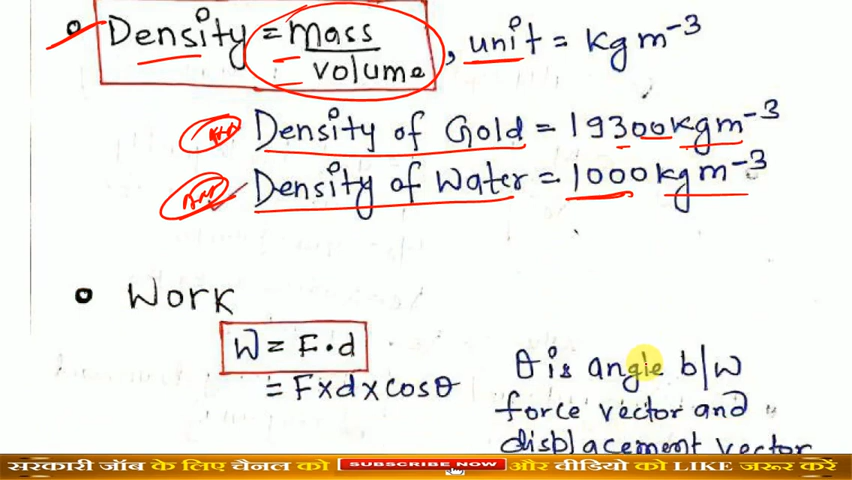 Density = mass / volume, unit = kg m⁻³
Density of Gold = 19300 kg m⁻³
Density of Water = 1000 kg m⁻³
Work
W = F·d
= F×d×cosθ
θ is angle b/w
force vector and
displacement vector
सरकारी जॉब के लिए चैनल को SUBSCRIBE NOW और वीडियो को LIKE जरूर करे